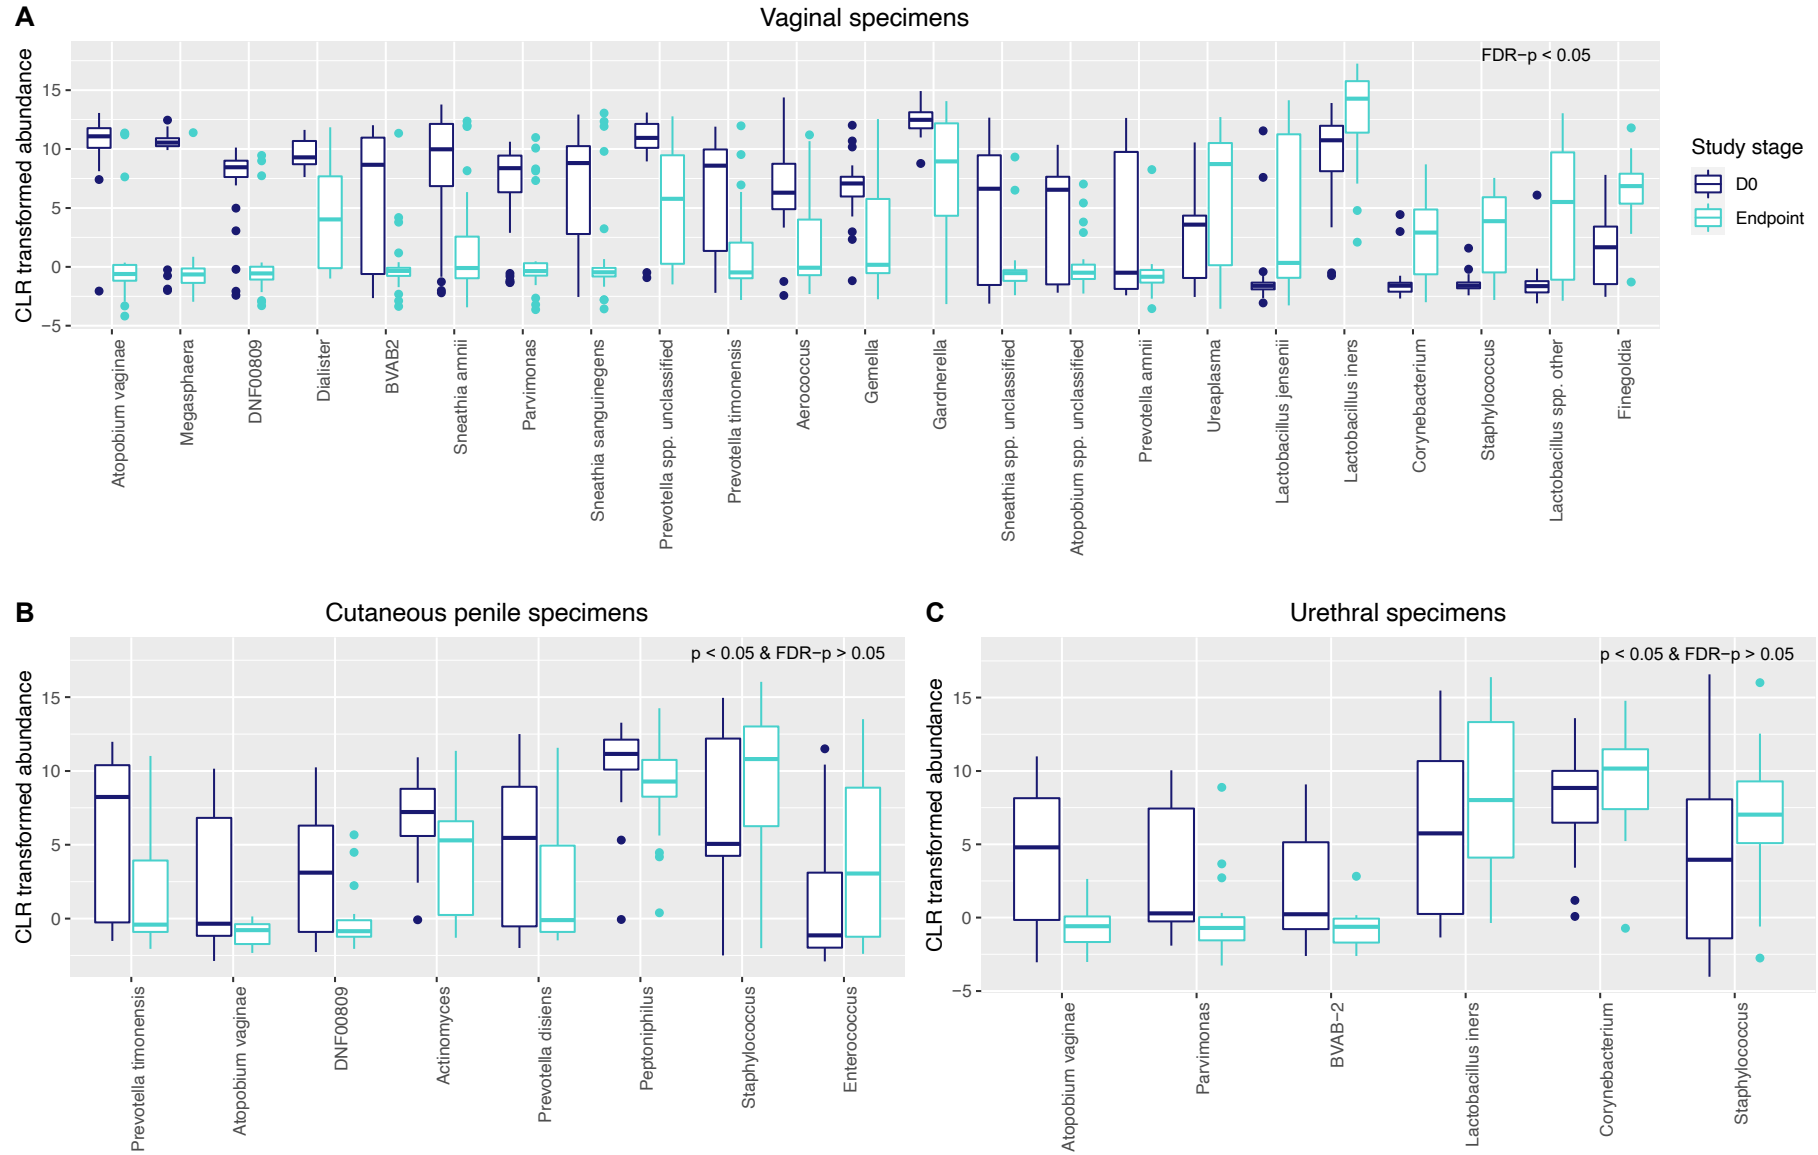 A
Vaginal specimens
FDR−p < 0.05
CLR transformed abundance
15
10
5
0
−5
Atopobium vaginae
Megasphaera
DNF00809
Dialister
BVAB2
Sneathia amnii
Parvimonas
Sneathia sanguinegens
Prevotella spp. unclassified
Prevotella timonensis
Aerococcus
Gemella
Gardnerella
Sneathia spp. unclassified
Atopobium spp. unclassified
Prevotella amnii
Ureaplasma
Lactobacillus jensenii
Lactobacillus iners
Corynebacterium
Staphylococcus
Lactobacillus spp. other
Finegoldia
Study stage
D0
Endpoint
B
Cutaneous penile specimens
p < 0.05 & FDR−p > 0.05
CLR transformed abundance
15
10
5
0
Prevotella timonensis
Atopobium vaginae
DNF00809
Actinomyces
Prevotella disiens
Peptoniphilus
Staphylococcus
Enterococcus
C
Urethral specimens
p < 0.05 & FDR−p > 0.05
CLR transformed abundance
15
10
5
0
−5
Atopobium vaginae
Parvimonas
BVAB−2
Lactobacillus iners
Corynebacterium
Staphylococcus